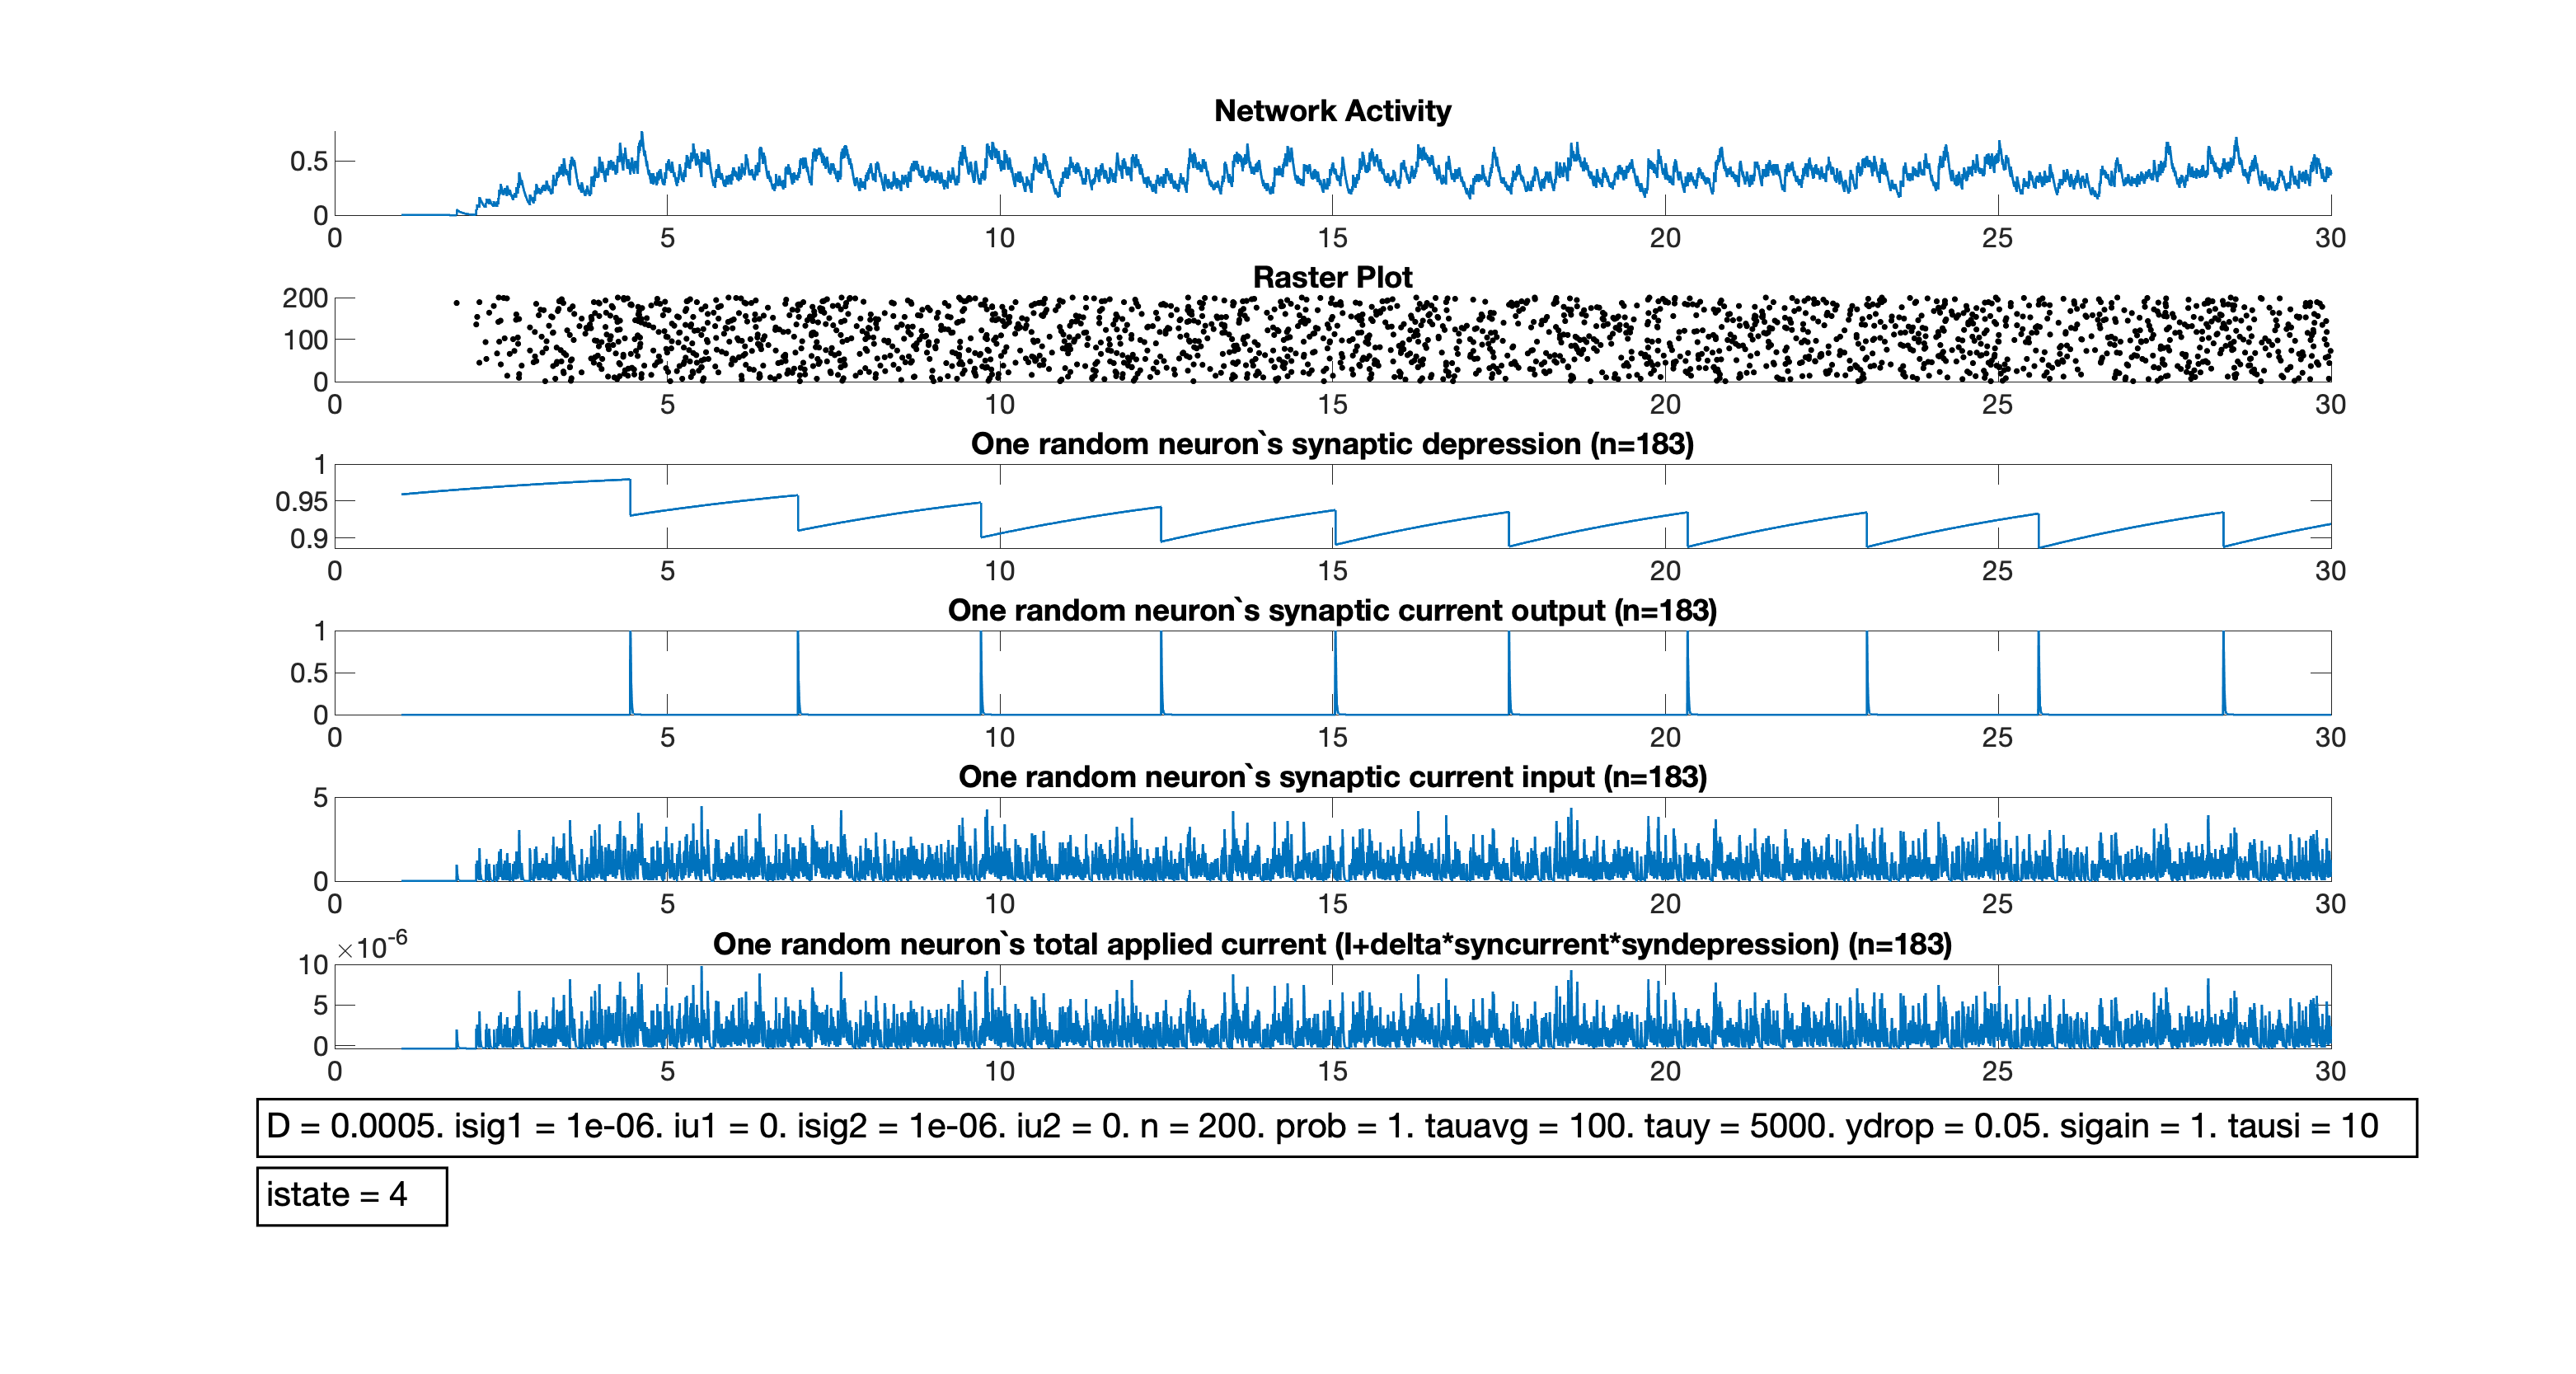 Network Activity
0.5
0
0 5 10 15 20 25 30
Raster Plot
200
100
0
0 5 10 15 20 25 30
One random neuron`s synaptic depression (n=183)
1
0.95
0.9
0 5 10 15 20 25 30
One random neuron`s synaptic current output (n=183)
1
0.5
0
0 5 10 15 20 25 30
One random neuron`s synaptic current input (n=183)
5
0
0 5 10 15 20 25 30
×10-6
One random neuron`s total applied current (I+delta*syncurrent*syndepression) (n=183)
10
5
0
0 5 10 15 20 25 30
D = 0.0005. isig1 = 1e-06. iu1 = 0. isig2 = 1e-06. iu2 = 0. n = 200. prob = 1. tauavg = 100. tauy = 5000. ydrop = 0.05. sigain = 1. tausi = 10
istate = 4